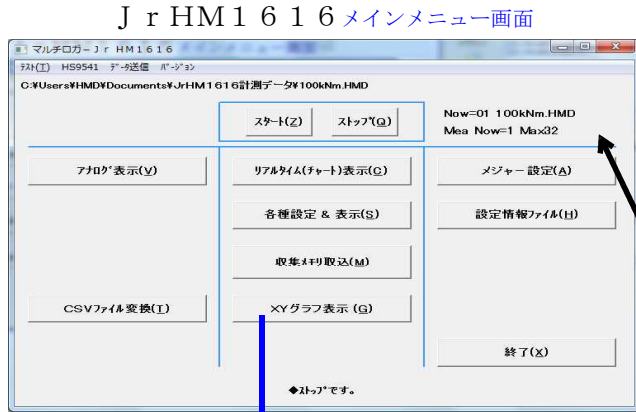 ＪｒHM１６１６メインメニュー画面
マルチロガーJr HM1616
ﾃｽﾄ(T) HS9541 ﾃﾞｰﾀ送信 ﾊﾞｰｼﾞｮﾝ
C:¥Users¥HMD¥Documents¥JrHM1616計測データ¥100kNm.HMD
ｽﾀｰﾄ(Z) ｽﾄｯﾌﾟ(Q)
Now=01 100kNm.HMD
Mea Now=1 Max32
ｱﾅﾛｸﾞ表示(V) ﾘｱﾙﾀｲﾑ(ﾁｬｰﾄ)表示(C) メジャー設定(A)
各種設定 & 表示(S) 設定情報ﾌｧｲﾙ(H)
収集ﾒﾓﾘ取込(M)
CSVﾌｧｲﾙ変換(T) XYグラフ表示 (G)
終了(X)
◆ｽﾄｯﾌﾟです。